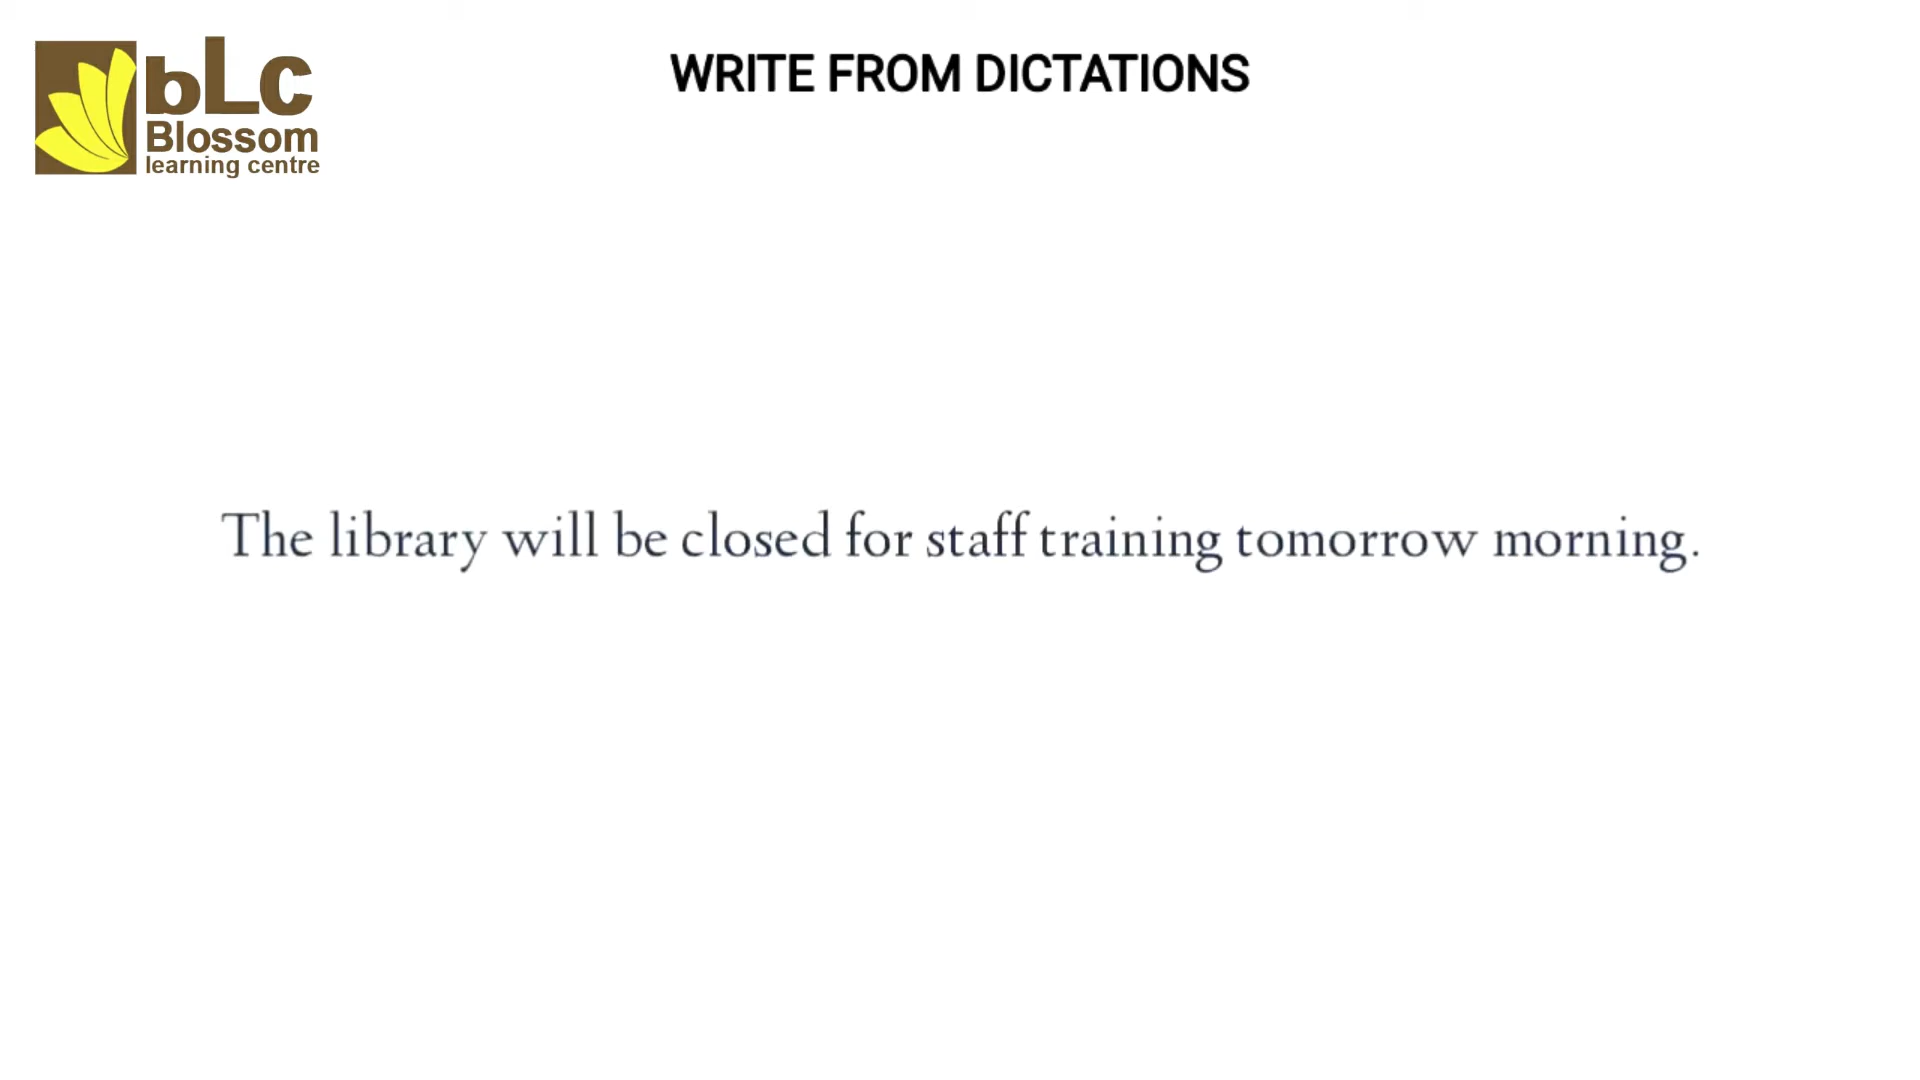 bLc
Blossom
learning centre
WRITE FROM DICTATIONS
The library will be closed for staff training tomorrow morning.